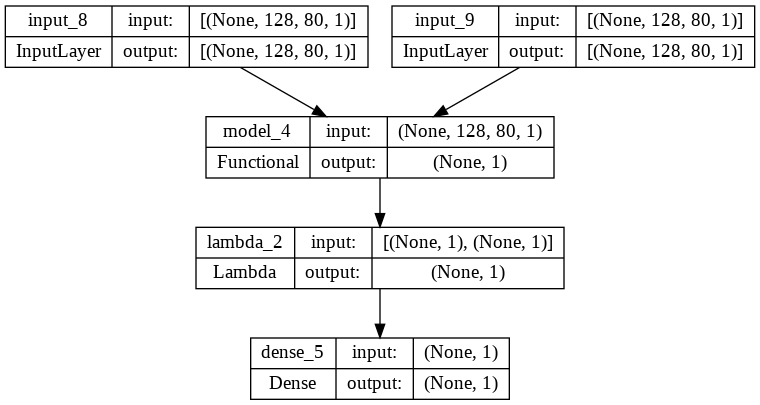 input_8 input: [(None, 128, 80, 1)]
InputLayer output: [(None, 128, 80, 1)]
input_9 input: [(None, 128, 80, 1)]
InputLayer output: [(None, 128, 80, 1)]
model_4 input: (None, 128, 80, 1)
Functional output: (None, 1)
lambda_2 input: [(None, 1), (None, 1)]
Lambda output: (None, 1)
dense_5 input: (None, 1)
Dense output: (None, 1)